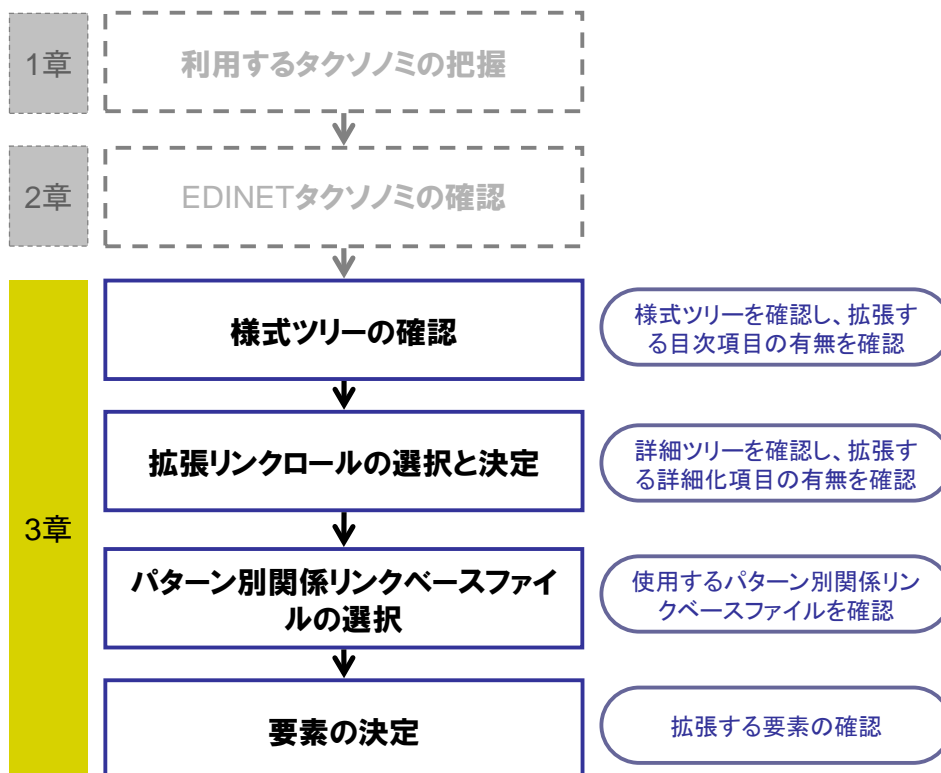 1章
利用するタクソノミの把握
2章
EDINETタクソノミの確認
3章
様式ツリーの確認
様式ツリーを確認し、拡張す
る目次項目の有無を確認
拡張リンクロールの選択と決定
詳細ツリーを確認し、拡張す
る詳細化項目の有無を確認
パターン別関係リンクベースファイ
ルの選択
使用するパターン別関係リン
クベースファイルを確認
要素の決定
拡張する要素の確認